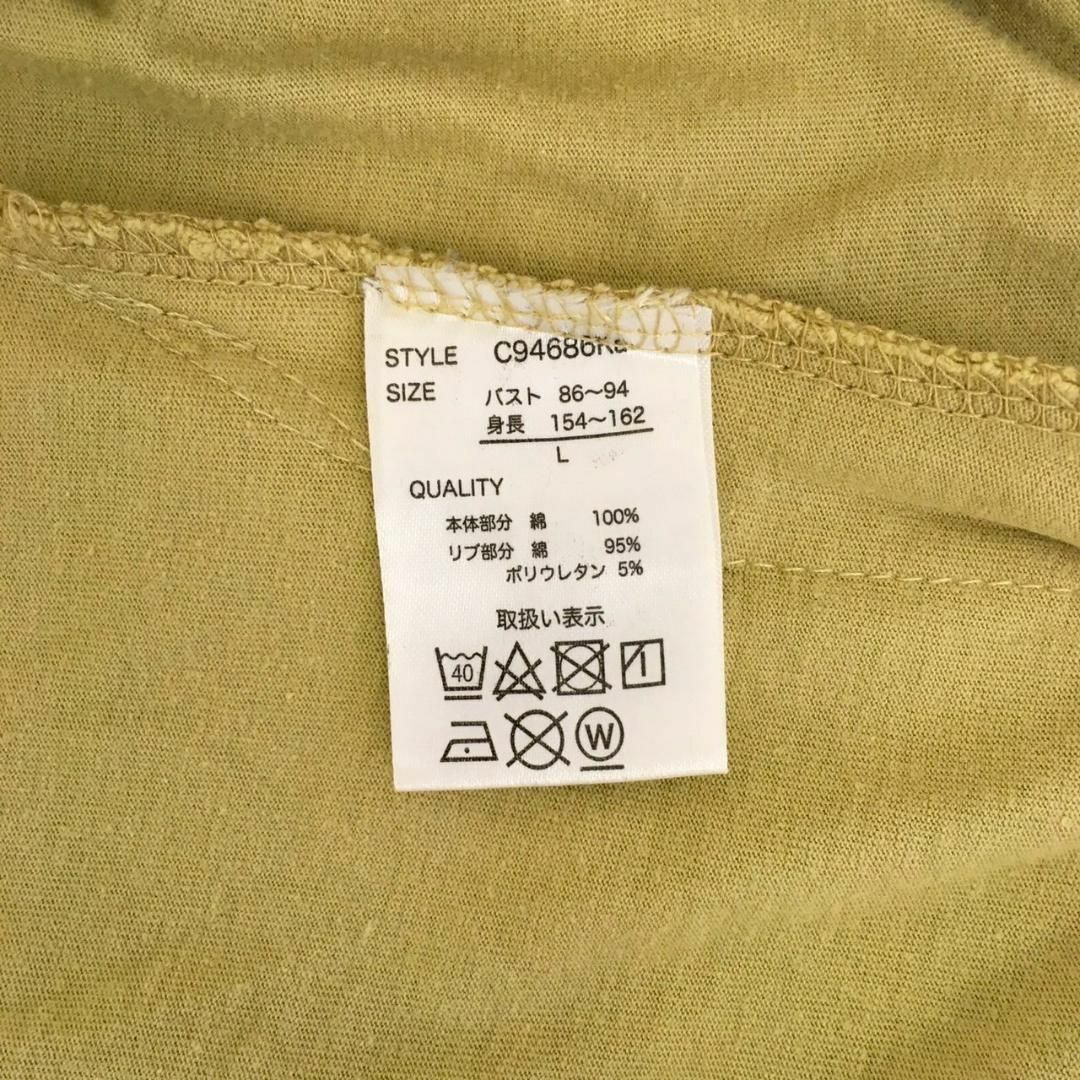 STYLE C94686Ka
SIZE バスト 86〜94
身長 154〜162
L
QUALITY
本体部分 綿 100%
リブ部分 綿 95%
ポリウレタン 5%
取扱い表示
40
W